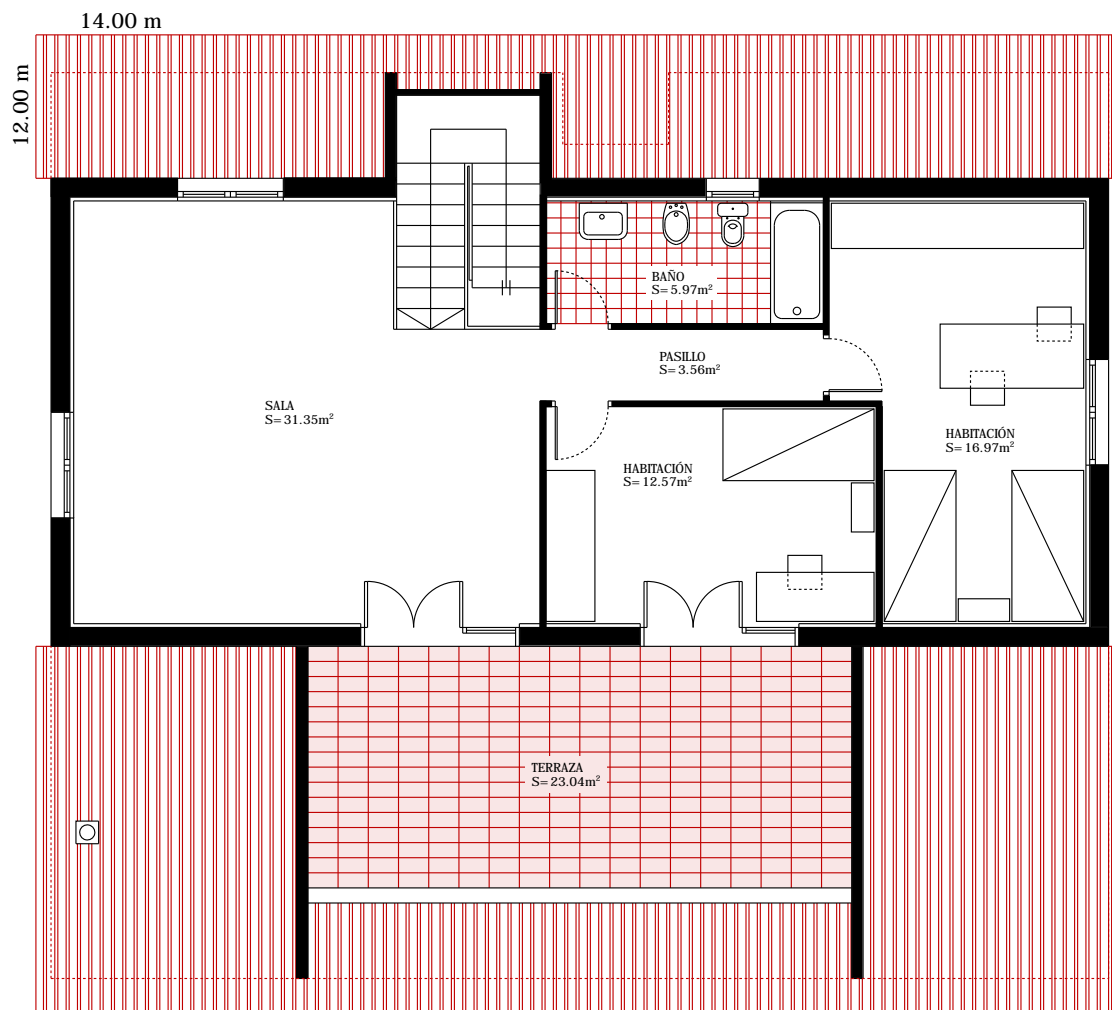 14.00 m
12.00 m
BAÑO
S=5.97m²
PASILLO
S=3.56m²
SALA
S=31.35m²
HABITACIÓN
S=16.97m²
HABITACIÓN
S=12.57m²
TERRAZA
S=23.04m²